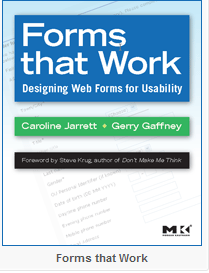 Forms
that Work
Designing Web Forms for Usability
Caroline Jarrett Gerry Gaffney
Foreword by Steve Krug, author of Don't Make Me Think
MK
Forms that Work